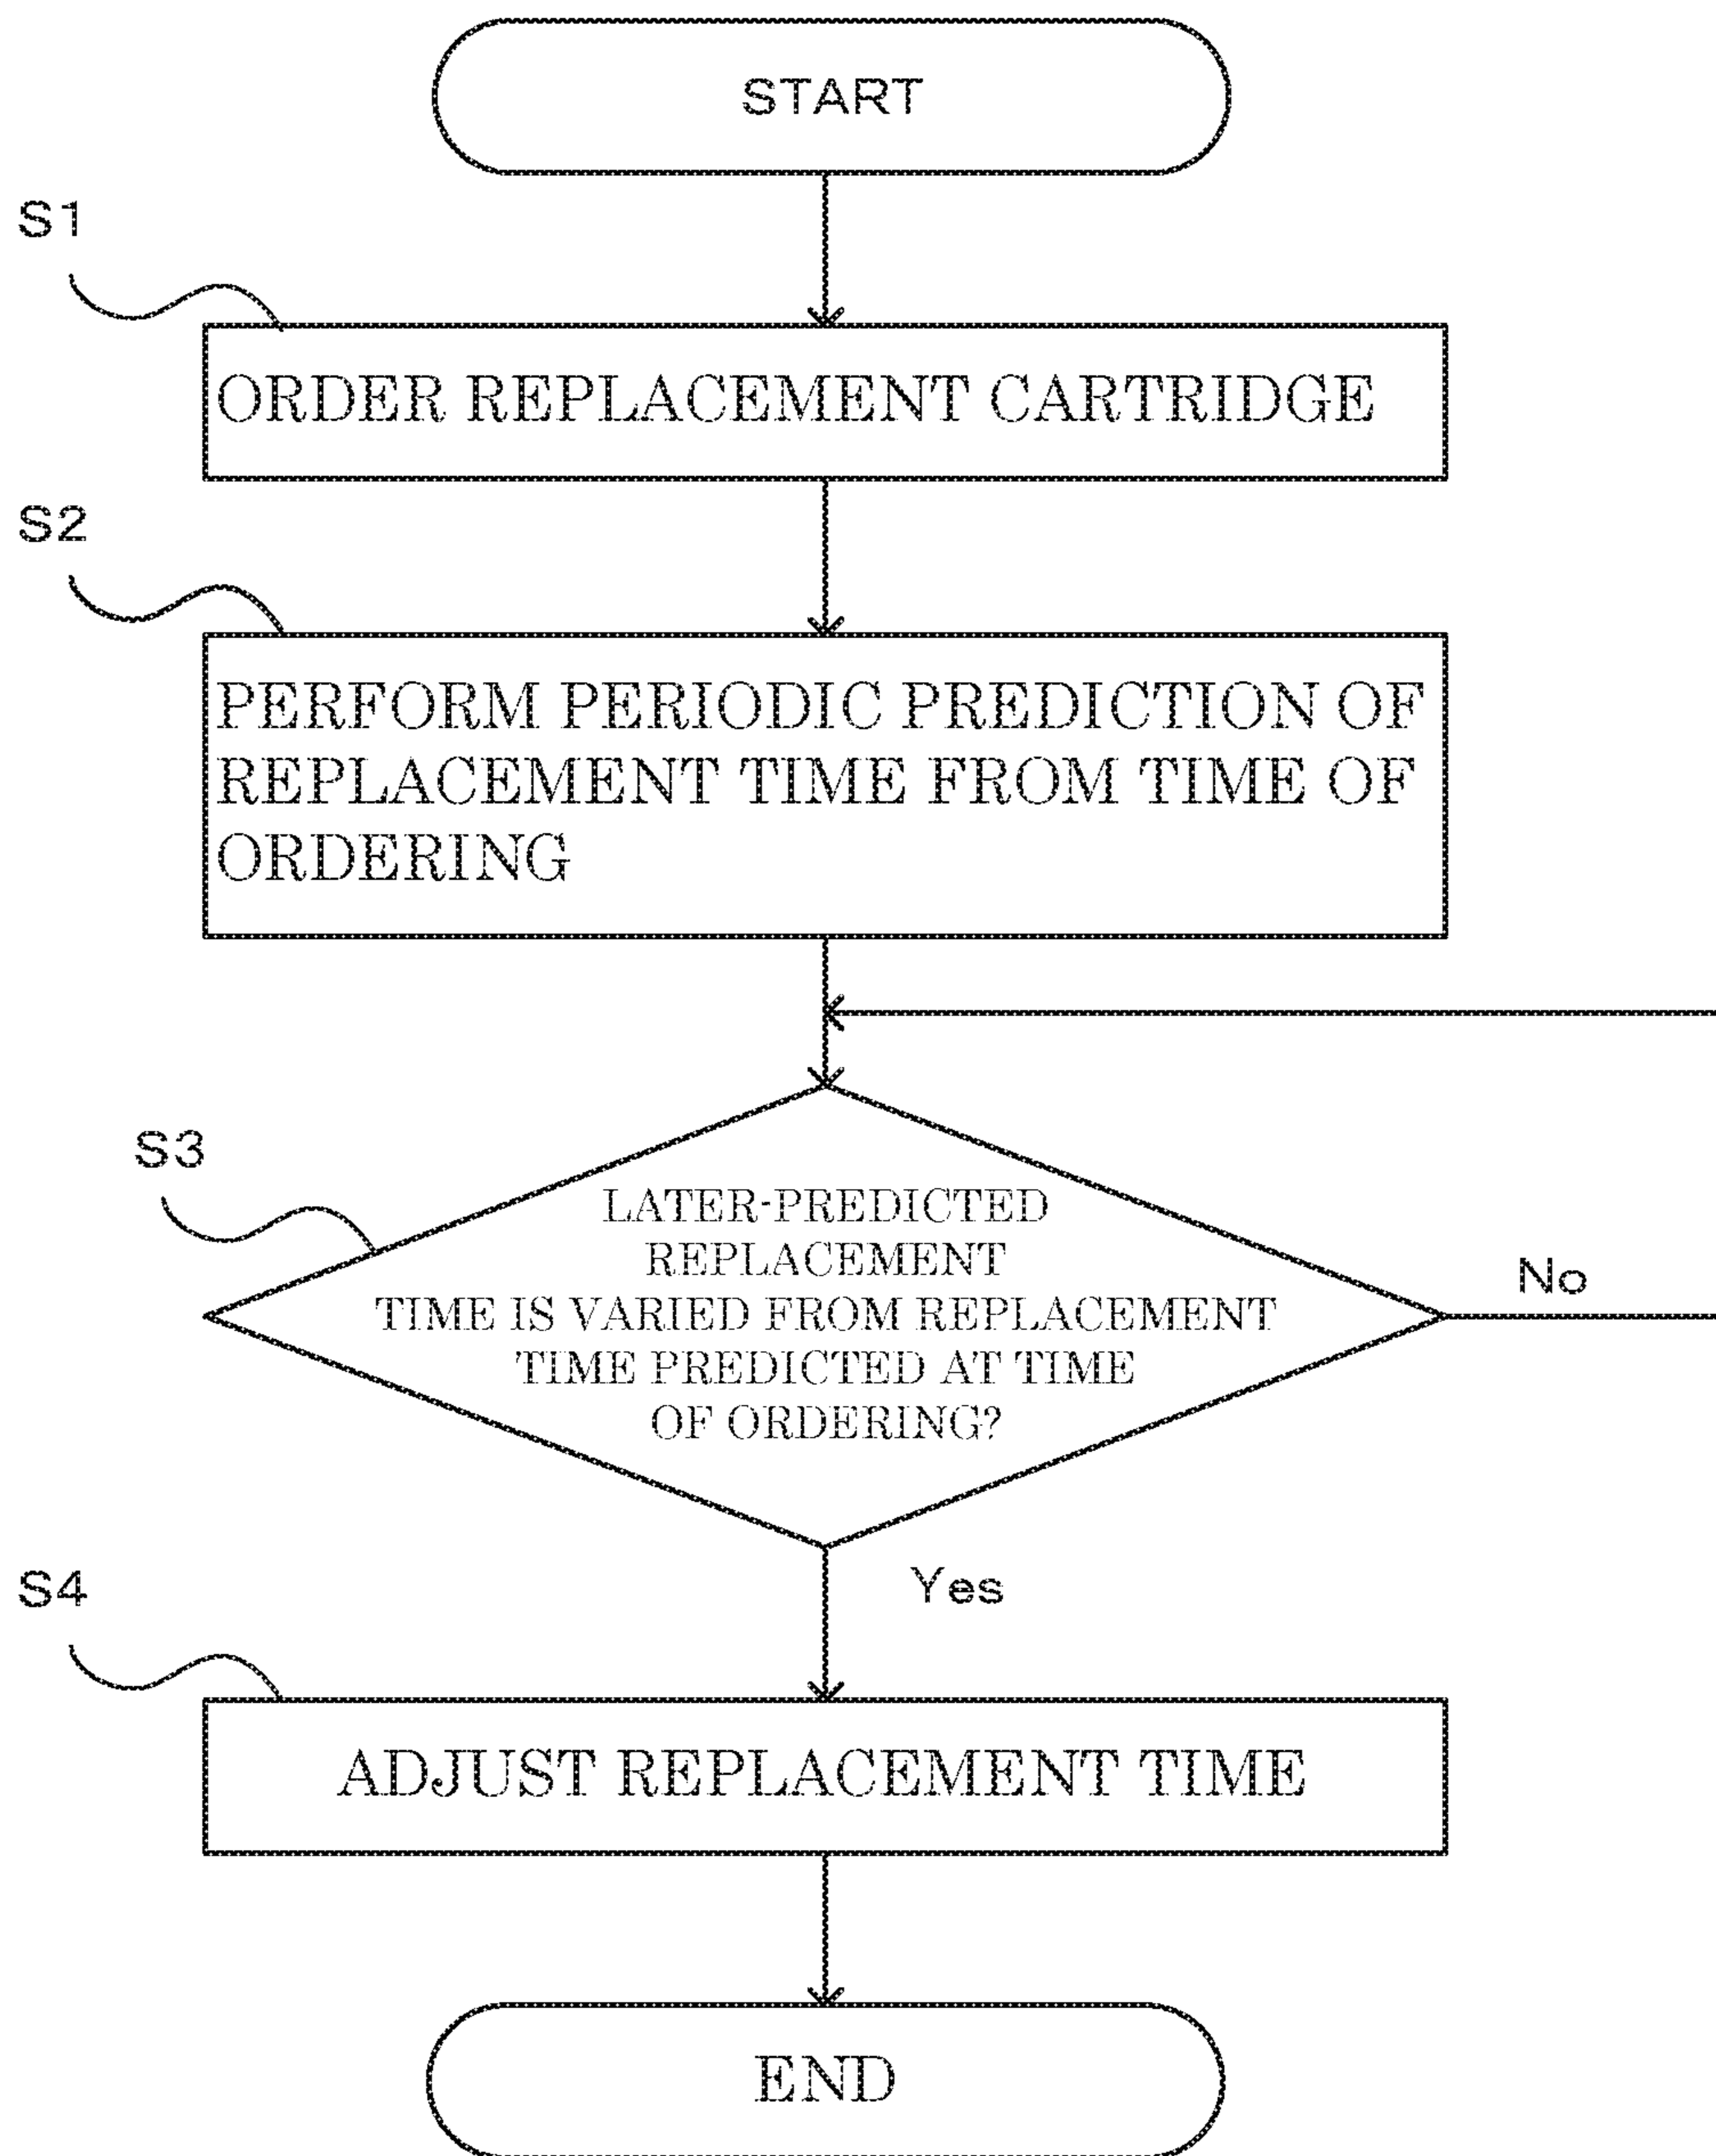 START
S1
ORDER REPLACEMENT CARTRIDGE
S2
PERFORM PERIODIC PREDICTION OF
REPLACEMENT TIME FROM TIME OF
ORDERING
S3
LATER-PREDICTED
REPLACEMENT
TIME IS VARIED FROM REPLACEMENT
TIME PREDICTED AT TIME
OF ORDERING?
No
Yes
S4
ADJUST REPLACEMENT TIME
END